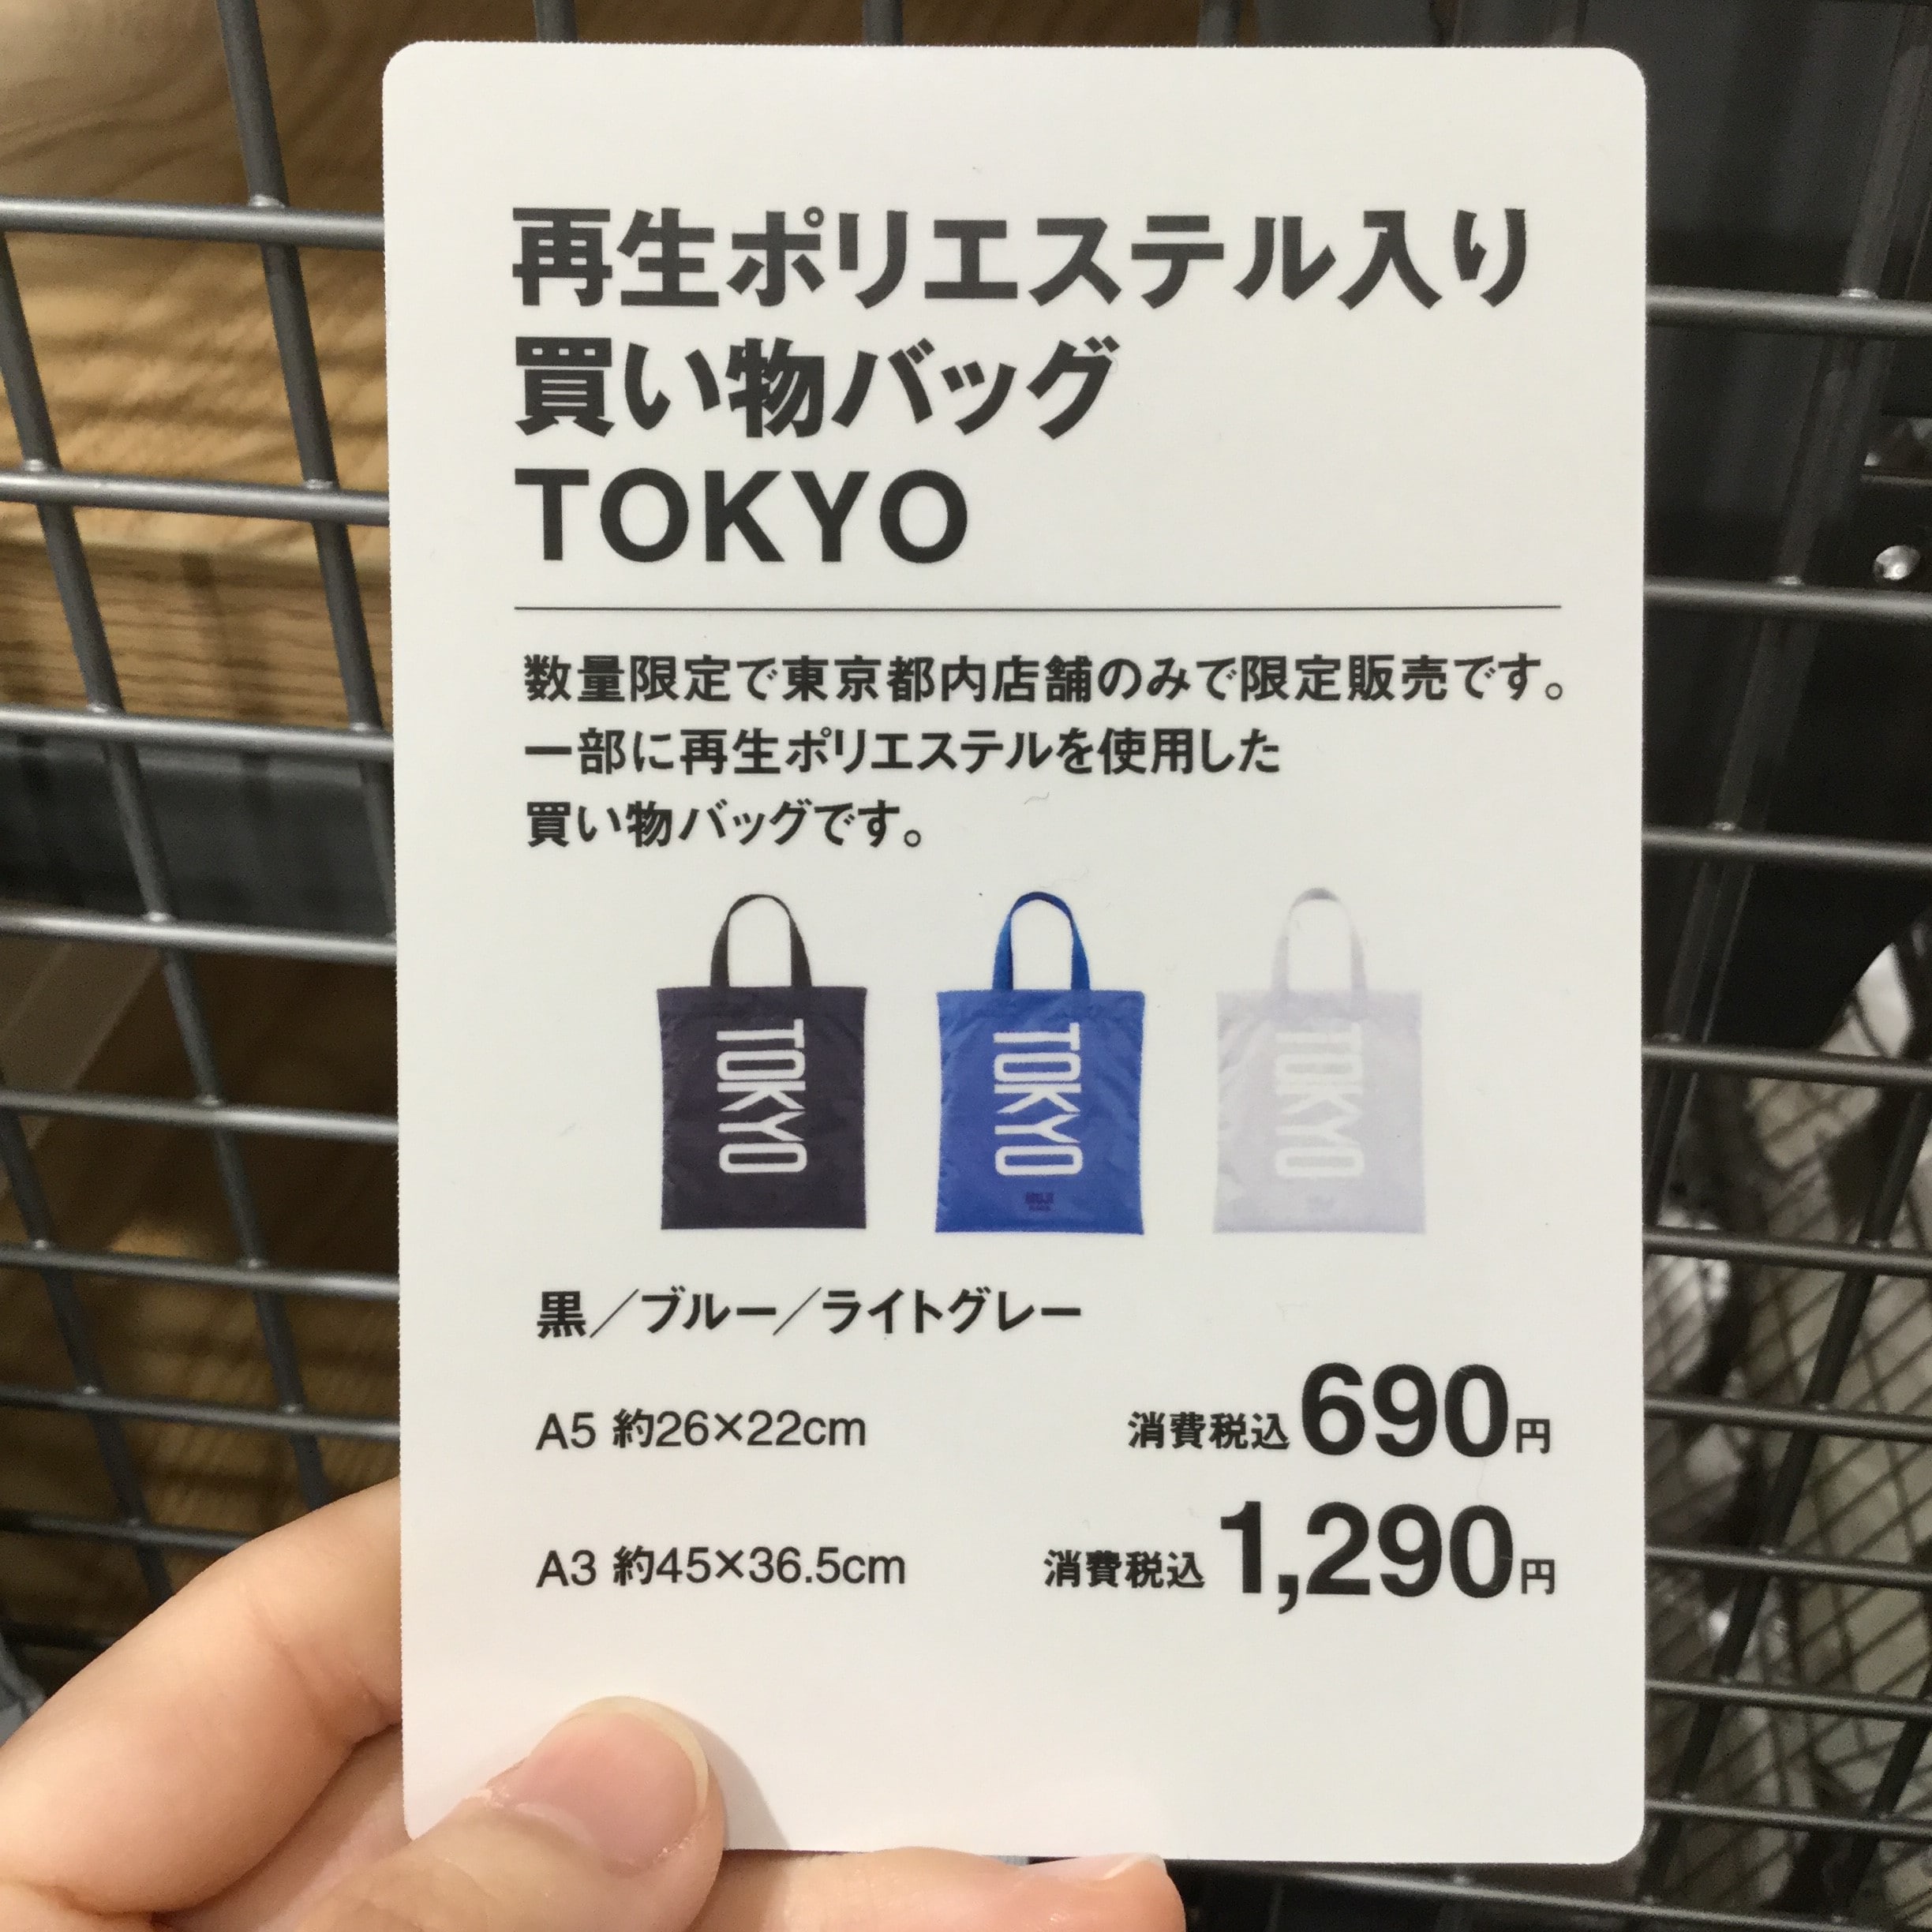 再生ポリエステル入り
買い物バッグ
TOKYO
数量限定で東京都内店舗のみで限定販売です。
一部に再生ポリエステルを使用した
買い物バッグです。
TOKYO
TOKYO
MUJI
TOKYO
黒／ブルー／ライトグレー
A5 約26×22cm 消費税込690円
A3 約45×36.5cm 消費税込1,290円